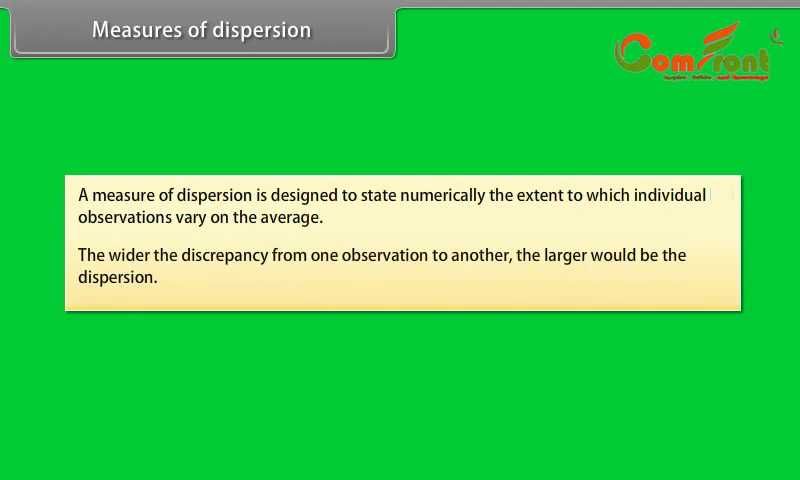 Measures of dispersion
ComFront
A measure of dispersion is designed to state numerically the extent to which individual
observations vary on the average.
The wider the discrepancy from one observation to another, the larger would be the
dispersion.